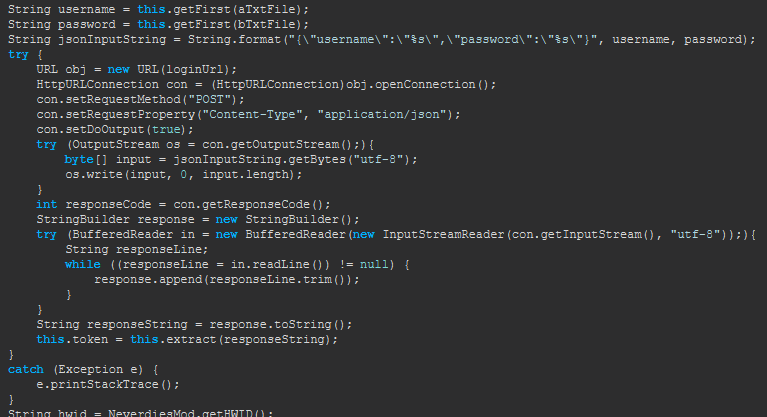 String username = this.getFirst(aTxtFile);
String password = this.getFirst(bTxtFile);
String jsonInputString = String.format("{\"username\":\"%s\",\"password\":\"%s\"}", username, password);
try {
    URL obj = new URL(loginUrl);
    HttpURLConnection con = (HttpURLConnection)obj.openConnection();
    con.setRequestMethod("POST");
    con.setRequestProperty("Content-Type", "application/json");
    con.setDoOutput(true);
    try (OutputStream os = con.getOutputStream();){
        byte[] input = jsonInputString.getBytes("utf-8");
        os.write(input, 0, input.length);
    }
    int responseCode = con.getResponseCode();
    StringBuilder response = new StringBuilder();
    try (BufferedReader in = new BufferedReader(new InputStreamReader(con.getInputStream(), "utf-8"));){
        String responseLine;
        while ((responseLine = in.readLine()) != null) {
            response.append(responseLine.trim());
        }
    }
    String responseString = response.toString();
    this.token = this.extract(responseString);
}
catch (Exception e) {
    e.printStackTrace();
}
String hwid = NeverdiesMod.getHWID();